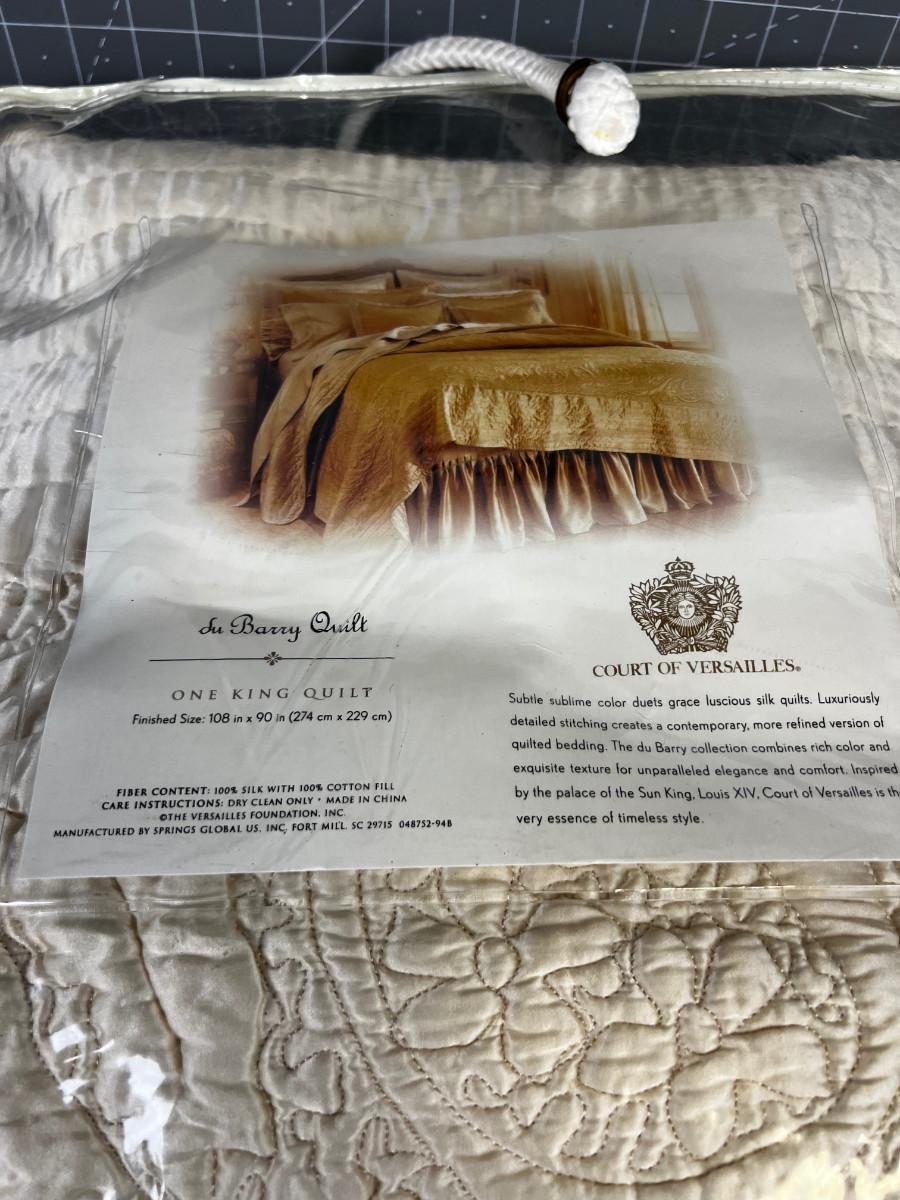 du Barry Quilt
ONE KING QUILT
Finished Size: 108 in x 90 in (274 cm x 229 cm)
FIBER CONTENT: 100% SILK WITH 100% COTTON FILL
CARE INSTRUCTIONS: DRY CLEAN ONLY • MADE IN CHINA
©THE VERSAILLES FOUNDATION, INC.
MANUFACTURED BY SPRINGS GLOBAL US, INC, FORT MILL, SC 29715 048752-94B
COURT OF VERSAILLES®
Subtle sublime color duets grace luscious silk quilts. Luxuriously
detailed stitching creates a contemporary, more refined version of
quilted bedding. The du Barry collection combines rich color and
exquisite texture for unparalleled elegance and comfort. Inspired
by the palace of the Sun King, Louis XIV, Court of Versailles is th
very essence of timeless style.